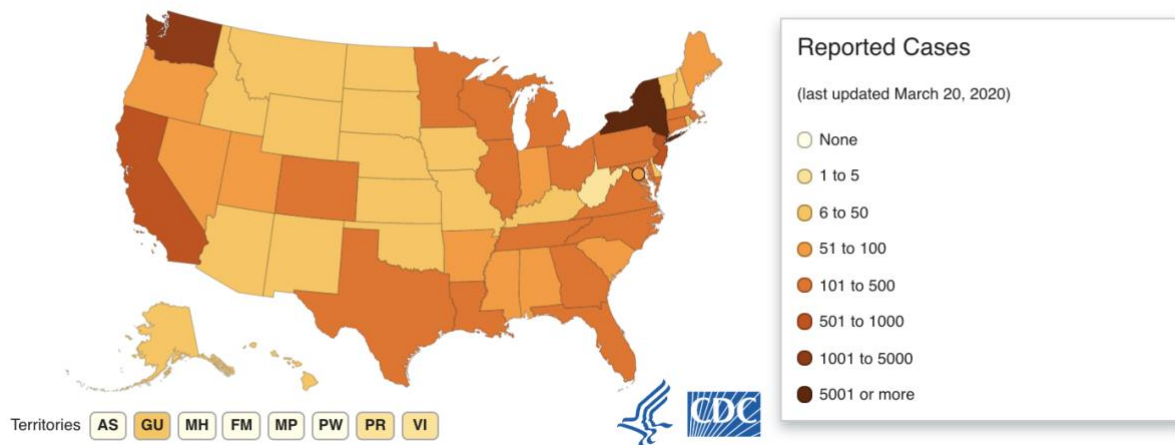 Reported Cases
(last updated March 20, 2020)
None
1 to 5
6 to 50
51 to 100
101 to 500
501 to 1000
1001 to 5000
5001 or more
Territories AS GU MH FM MP PW PR VI
CDC